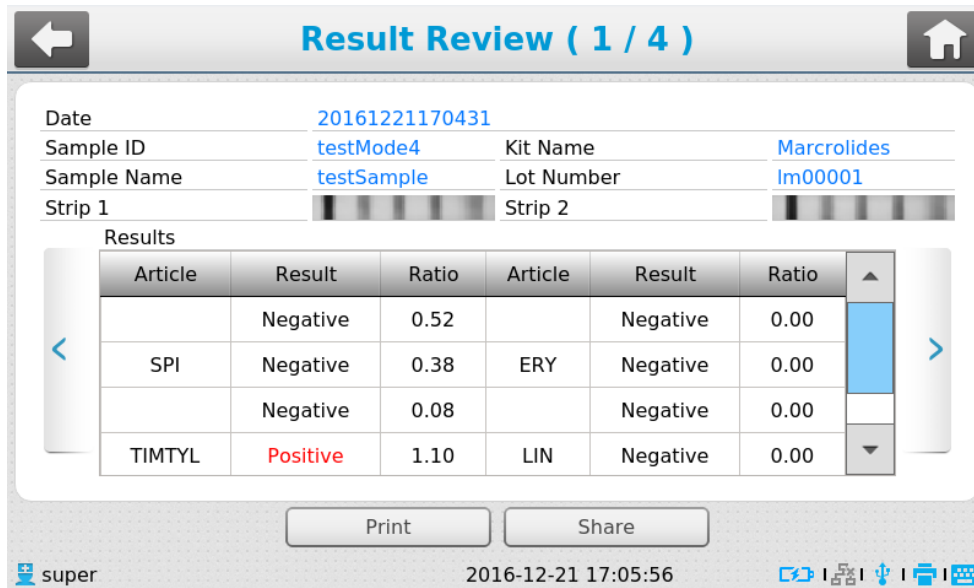 Result Review ( 1 / 4 )
Date 20161221170431
Sample ID testMode4 Kit Name Marcrolides
Sample Name testSample Lot Number lm00001
Strip 1 Strip 2
Results
Article Result Ratio Article Result Ratio
Negative 0.52 Negative 0.00
SPI Negative 0.38 ERY Negative 0.00
Negative 0.08 Negative 0.00
TIMTYL Positive 1.10 LIN Negative 0.00
Print Share
super 2016-12-21 17:05:56